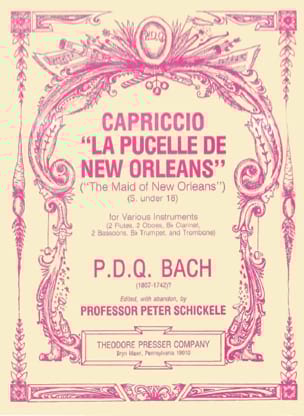 P.D.Q.
CAPRICCIO
"LA PUCELLE DE
NEW ORLEANS"
("The Maid of New Orleans")
(S. under 18)
for Various Instruments
(2 Flutes, 2 Oboes, B♭ Clarinet,
2 Bassoons, B♭ Trumpet, and Trombone)
P.D.Q. BACH
(1807-1742)?
Edited, with abandon, by
PROFESSOR PETER SCHICKELE
THEODORE PRESSER COMPANY
Bryn Mawr, Pennsylvania 19010